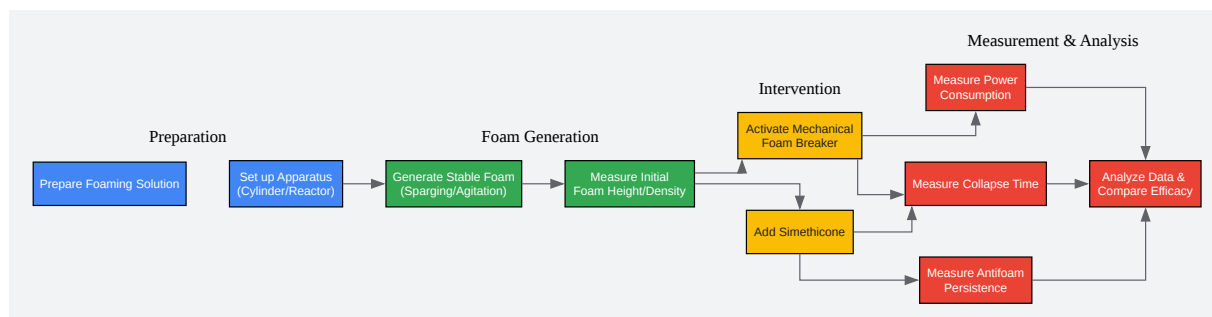 Preparation
Prepare Foaming Solution
Set up Apparatus
(Cylinder/Reactor)
Foam Generation
Generate Stable Foam
(Sparging/Agitation)
Measure Initial
Foam Height/Density
Intervention
Activate Mechanical
Foam Breaker
Add Simethicone
Measurement & Analysis
Measure Power
Consumption
Measure Collapse Time
Measure Antifoam
Persistence
Analyze Data &
Compare Efficacy